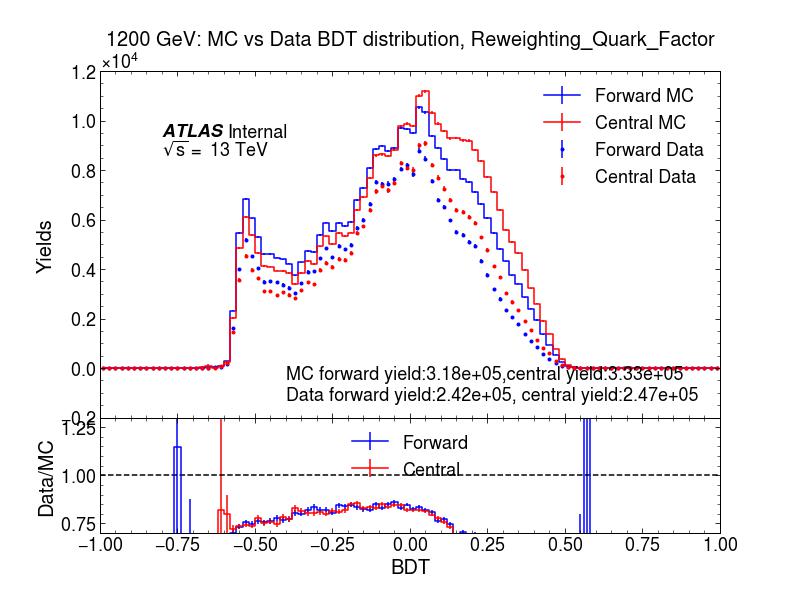 1200 GeV: MC vs Data BDT distribution, Reweighting_Quark_Factor
×10⁴
1.2
1.0
0.8
0.6
0.4
0.2
0.0
0.2
Yields
ATLAS Internal
√s = 13 TeV
Forward MC
Central MC
Forward Data
Central Data
MC forward yield:3.18e+05,central yield:3.33e+05
Data forward yield:2.42e+05, central yield:2.47e+05
1.25
1.00
0.75
Data/MC
Forward
Central
−1.00 −0.75 −0.50 −0.25 0.00 0.25 0.50 0.75 1.00
BDT